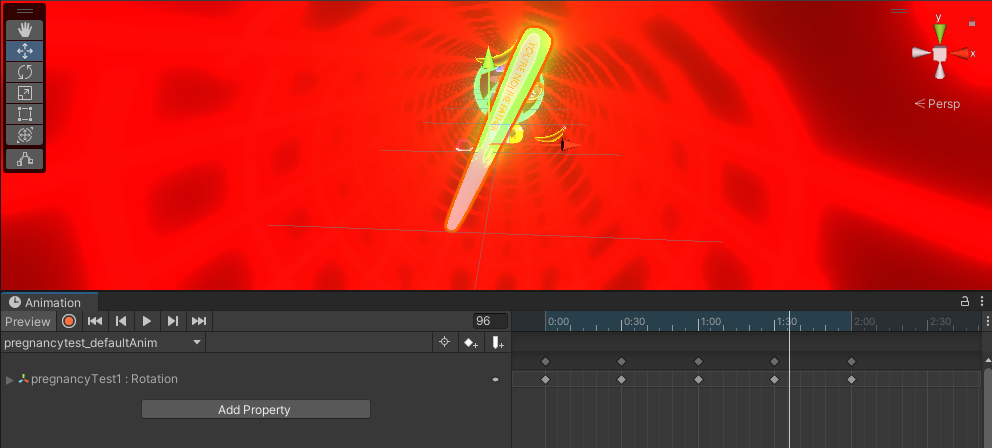 y
x
Persp
Animation
Preview
96
0:00
0:30
1:00
1:30
2:00
2:30
pregnancytest_defaultAnim
pregnancyTest1 : Rotation
Add Property